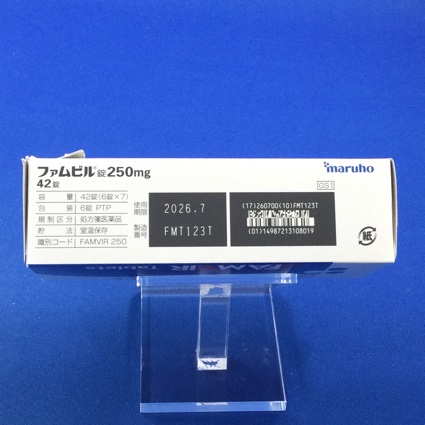 ファムビル®錠250mg
42錠
maruho
GS1
容量 42錠(6錠×7)
包装 6錠 PTP
規制区分 処方箋医薬品
貯法 室温保存
識別コード FAMVIR 250
使用期限 2026.7
製造番号 FMT123T
(17)260700(10)FMT123T
(01)14987213108019
紙
FAMVIR Tablets